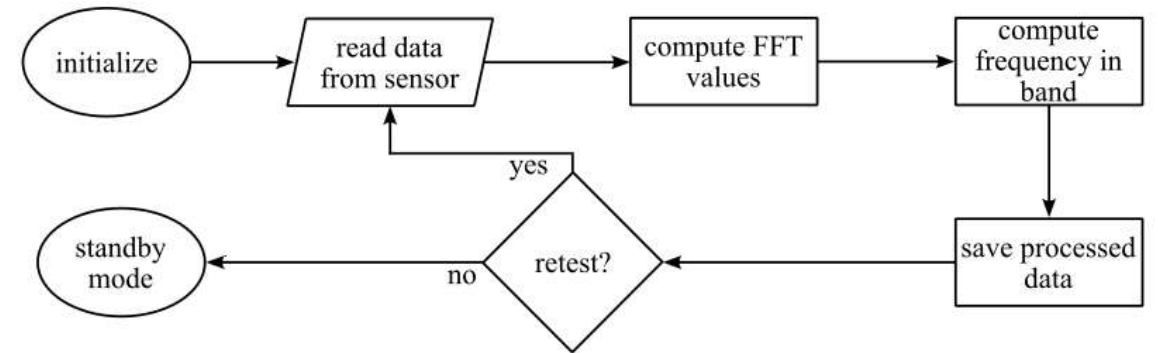 initialize
read data
from sensor
compute FFT
values
compute
frequency in
band
yes
standby
mode
no
retest?
save processed
data